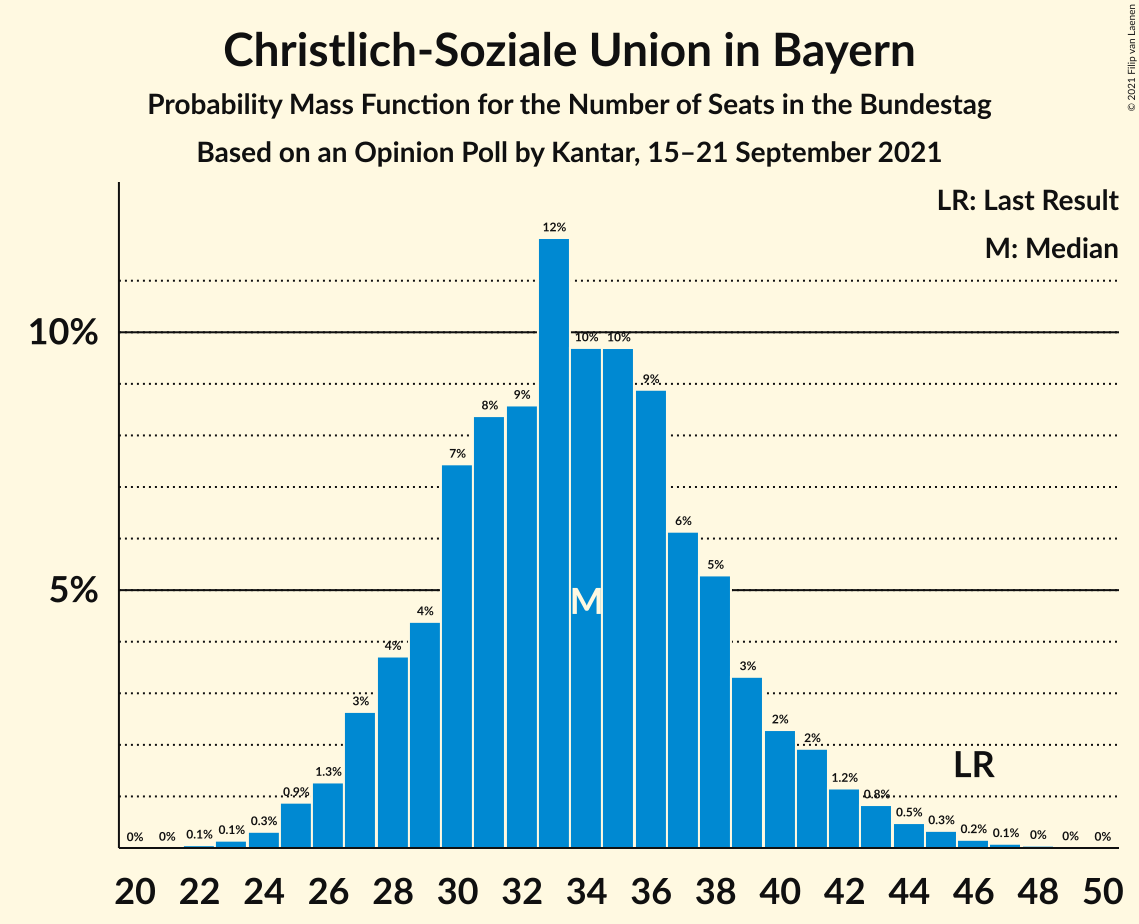 Christlich-Soziale Union in Bayern
Probability Mass Function for the Number of Seats in the Bundestag
Based on an Opinion Poll by Kantar, 15–21 September 2021
© 2021 Filip van Laenen
LR: Last Result
M: Median
10%
5%
0% 0% 0.1% 0.1% 0.3% 0.9% 1.3% 3% 4% 4% 7% 8% 9% 12% 10% 10% 9% 6% 5% 3% 2% 2% 1.2% 0.8% 0.5% 0.3% 0.2% 0.1% 0% 0% 0%
M
LR
20 22 24 26 28 30 32 34 36 38 40 42 44 46 48 50